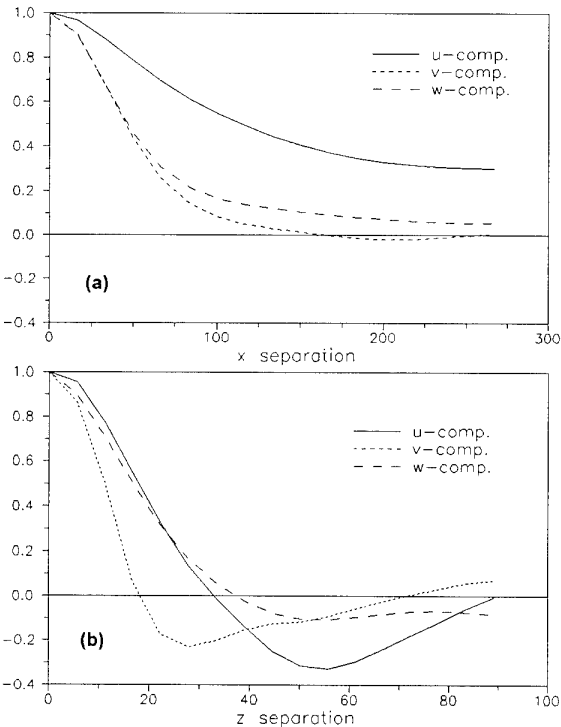 1.0
0.8
0.6
0.4
0.2
0.0
−0.2
−0.4
u−comp.
v−comp.
w−comp.
(a)
0 100 200 300
x separation
1.0
0.8
0.6
0.4
0.2
0.0
−0.2
−0.4
u−comp.
v−comp.
w−comp.
(b)
0 20 40 60 80 100
z separation